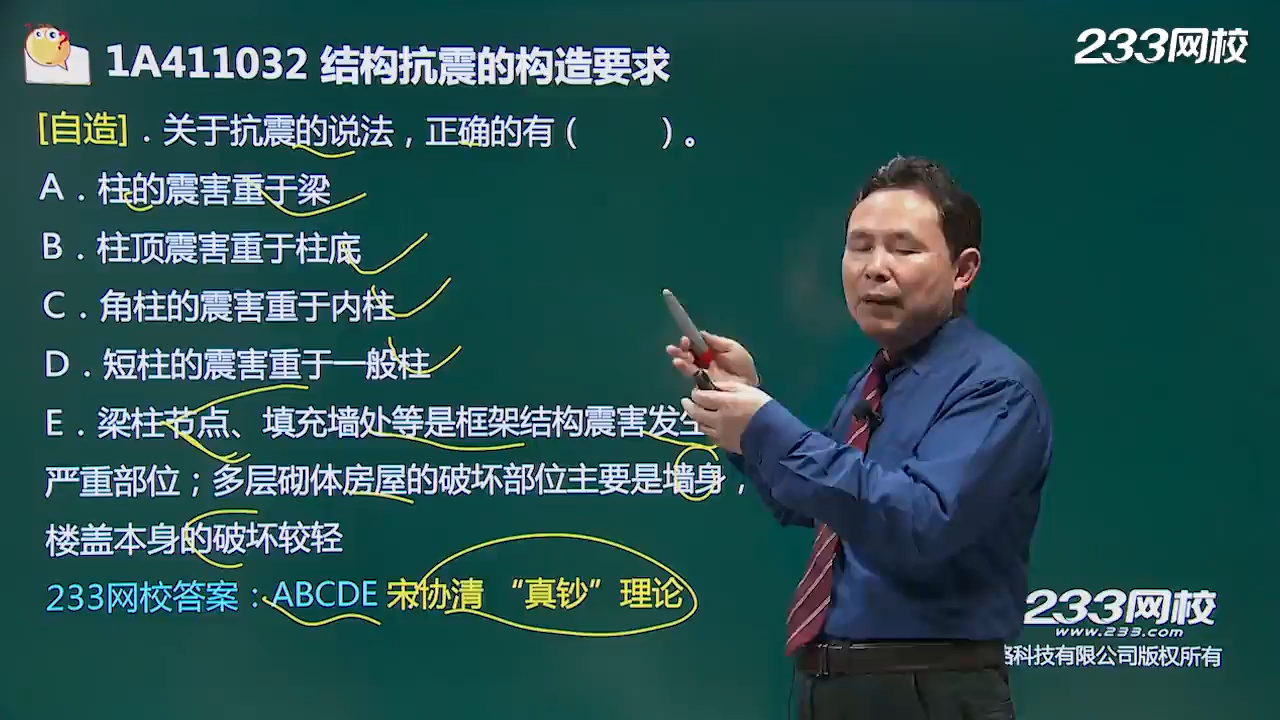 1A411032 结构抗震的构造要求
233网校
[自造]．关于抗震的说法，正确的有（　　）。
A．柱的震害重于梁
B．柱顶震害重于柱底
C．角柱的震害重于内柱
D．短柱的震害重于一般柱
E．梁柱节点、填充墙处等是框架结构震害发生
严重部位；多层砌体房屋的破坏部位主要是墙身，
楼盖本身的破坏较轻
233网校答案：ABCDE 宋协清 “真钞”理论
233网校
www.233.com
科技有限公司版权所有